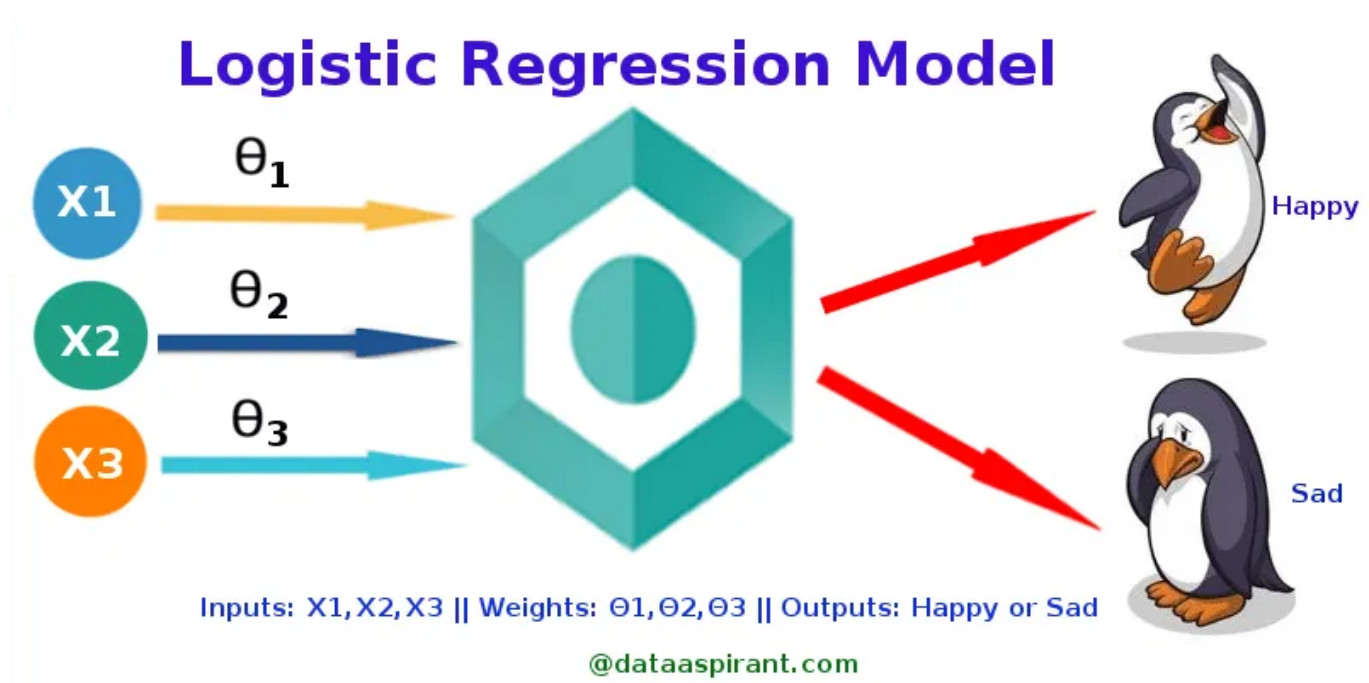 Logistic Regression Model
X1
θ1
X2
θ2
X3
θ3
Happy
Sad
Inputs: X1,X2,X3 || Weights: Θ1,Θ2,Θ3 || Outputs: Happy or Sad
@dataaspirant.com